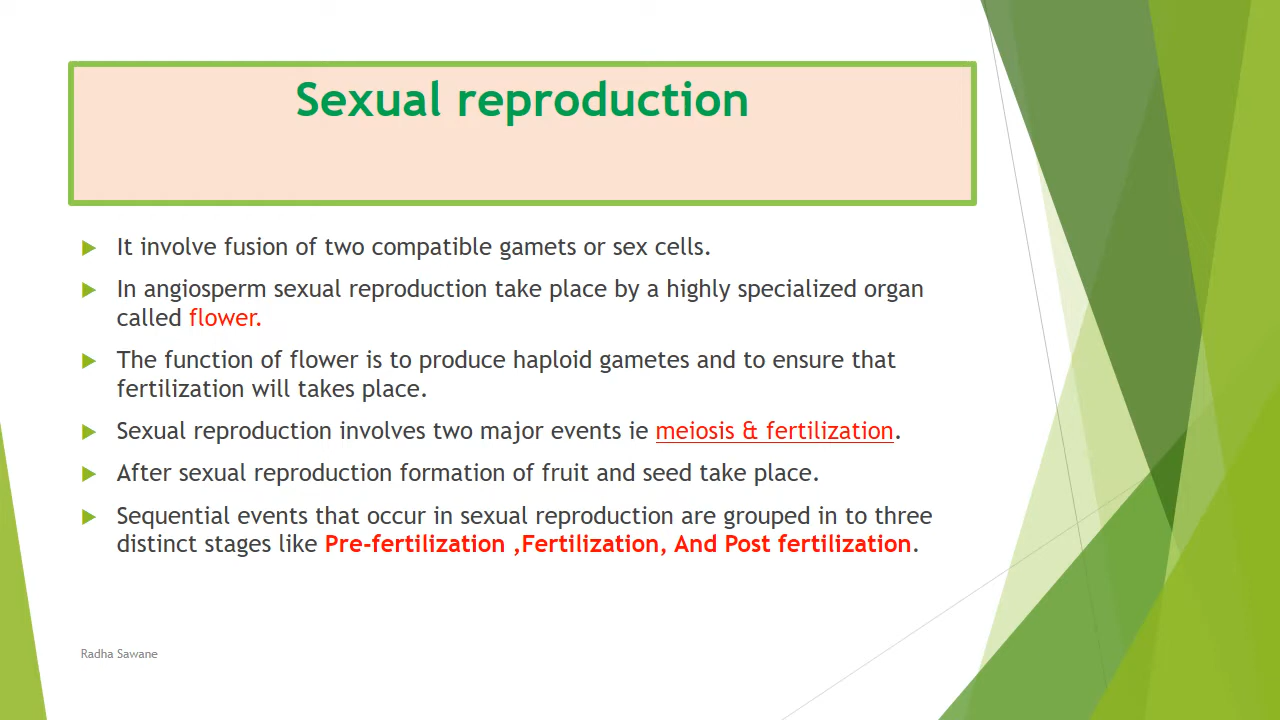 Sexual reproduction
It involve fusion of two compatible gamets or sex cells.
In angiosperm sexual reproduction take place by a highly specialized organ
called flower.
The function of flower is to produce haploid gametes and to ensure that
fertilization will takes place.
Sexual reproduction involves two major events ie meiosis & fertilization.
After sexual reproduction formation of fruit and seed take place.
Sequential events that occur in sexual reproduction are grouped in to three
distinct stages like Pre-fertilization ,Fertilization, And Post fertilization.
Radha Sawane